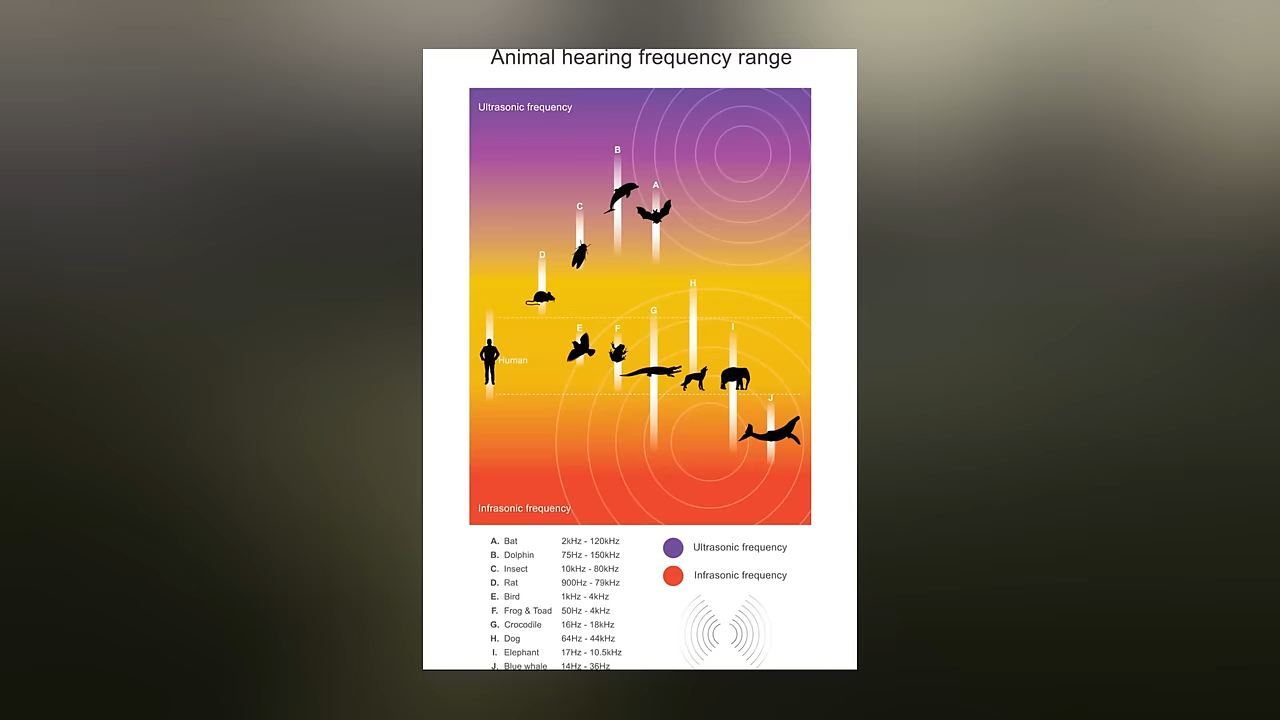 Animal hearing frequency range
Ultrasonic frequency
B
A
C
D
H
G
E
F
I
Human
J
Infrasonic frequency
A. Bat 2kHz - 120kHz
B. Dolphin 75Hz - 150kHz
C. Insect 10kHz - 80kHz
D. Rat 900Hz - 79kHz
E. Bird 1kHz - 4kHz
F. Frog & Toad 50Hz - 4kHz
G. Crocodile 16Hz - 18kHz
H. Dog 64Hz - 44kHz
I. Elephant 17Hz - 10.5kHz
J. Blue whale 14Hz - 36Hz
Ultrasonic frequency
Infrasonic frequency